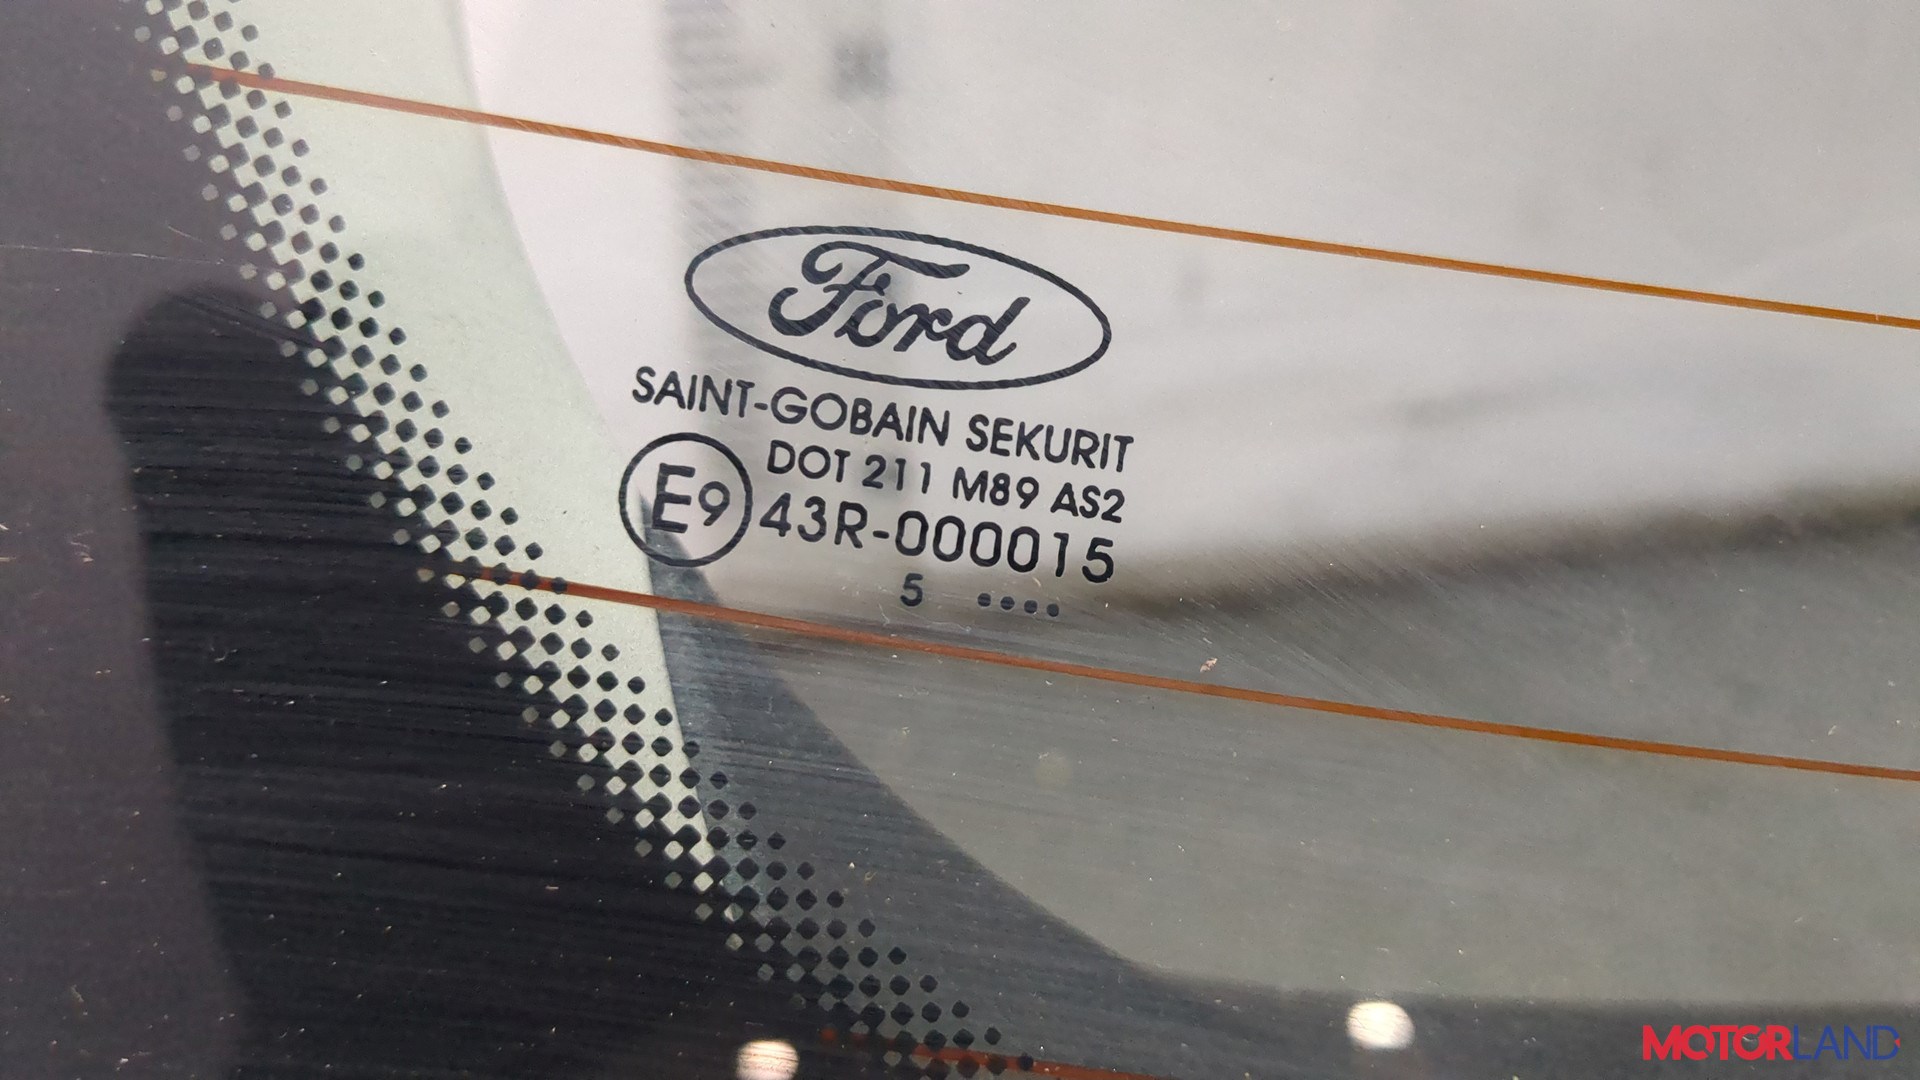 Ford
SAINT-GOBAIN SEKURIT
DOT 211 M89 AS2
E9 43R-000015
5 ••••
MOTORLAND